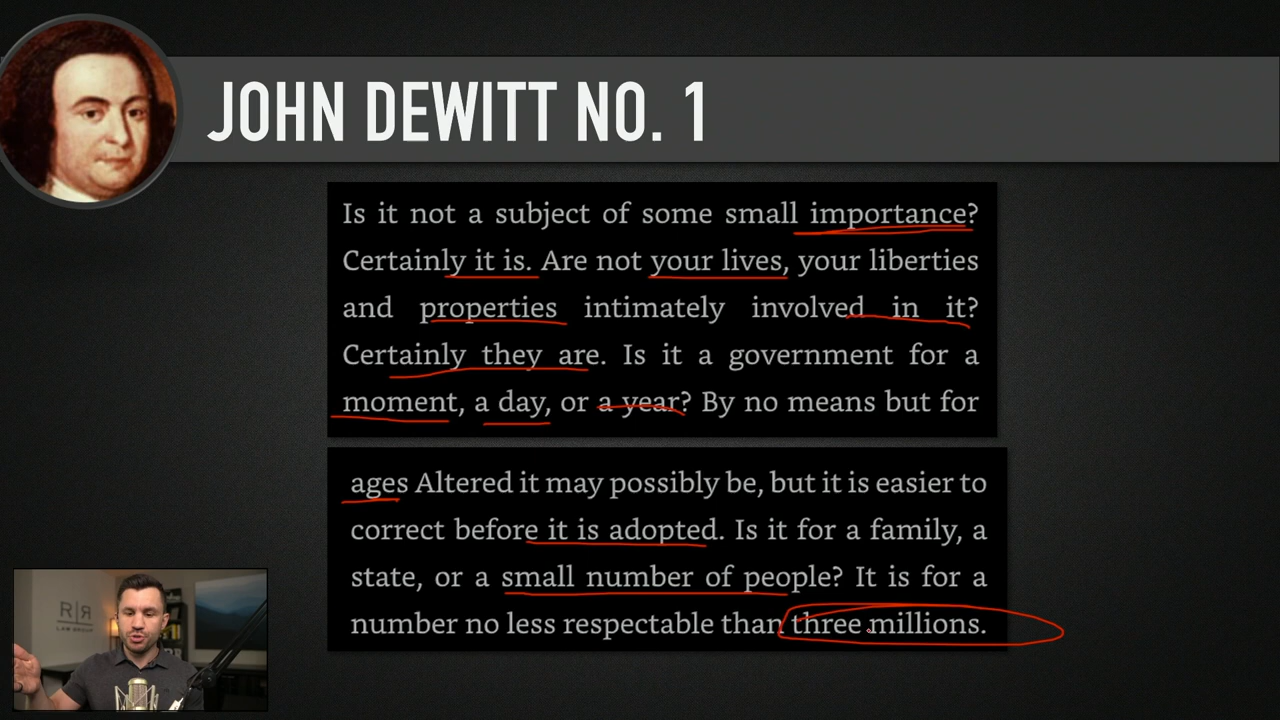 JOHN DEWITT NO. 1
Is it not a subject of some small importance?
Certainly it is. Are not your lives, your liberties
and properties intimately involved in it?
Certainly they are. Is it a government for a
moment, a day, or a year? By no means but for
ages Altered it may possibly be, but it is easier to
correct before it is adopted. Is it for a family, a
state, or a small number of people? It is for a
number no less respectable than three millions.
R|R
LAW GROUP